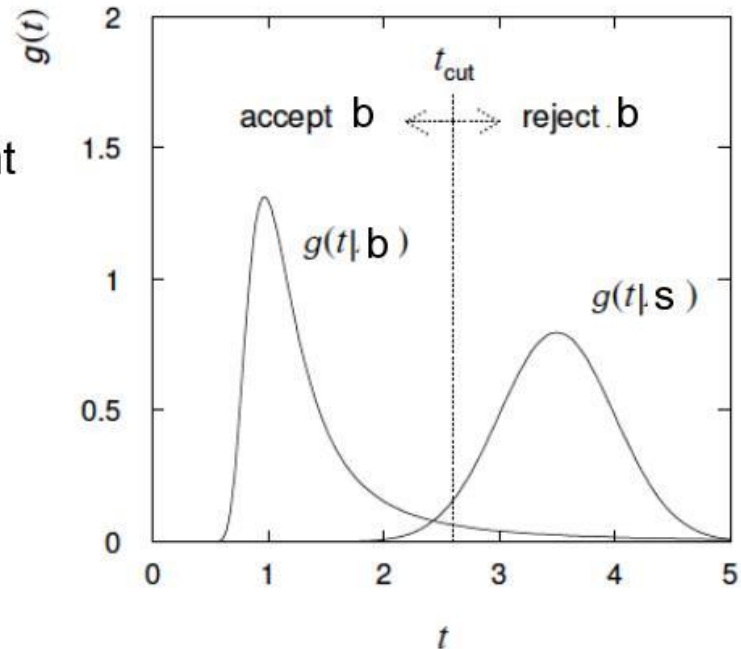 g(t)
2
1.5
1
0.5
0
t_cut
accept b
reject . b
g(t|. b )
g(t|. s )
0 1 2 3 4 5
t